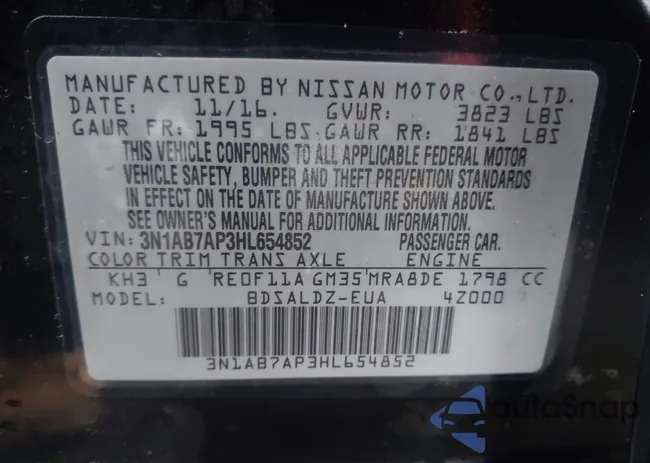 MANUFACTURED BY NISSAN MOTOR CO.,LTD.
DATE: 11/16. GVWR: 3823 LBS
GAWR FR: 1995 LBS GAWR RR: 1841 LBS
THIS VEHICLE CONFORMS TO ALL APPLICABLE FEDERAL MOTOR
VEHICLE SAFETY, BUMPER AND THEFT PREVENTION STANDARDS
IN EFFECT ON THE DATE OF MANUFACTURE SHOWN ABOVE.
SEE OWNER'S MANUAL FOR ADDITIONAL INFORMATION.
VIN: 3N1AB7AP3HL654852 PASSENGER CAR.
COLOR TRIM TRANS AXLE ENGINE
KH3 G RE0F11A GM35 MRA8DE 1798 CC
MODEL: BDSALDZ-EUA 4Z000
3N1AB7AP3HL654852
autoSnap